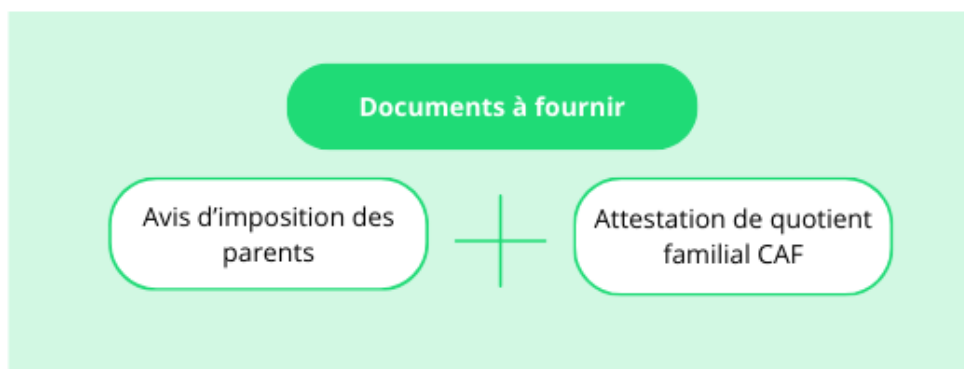 Documents à fournir
Avis d’imposition des
parents
Attestation de quotient
familial CAF